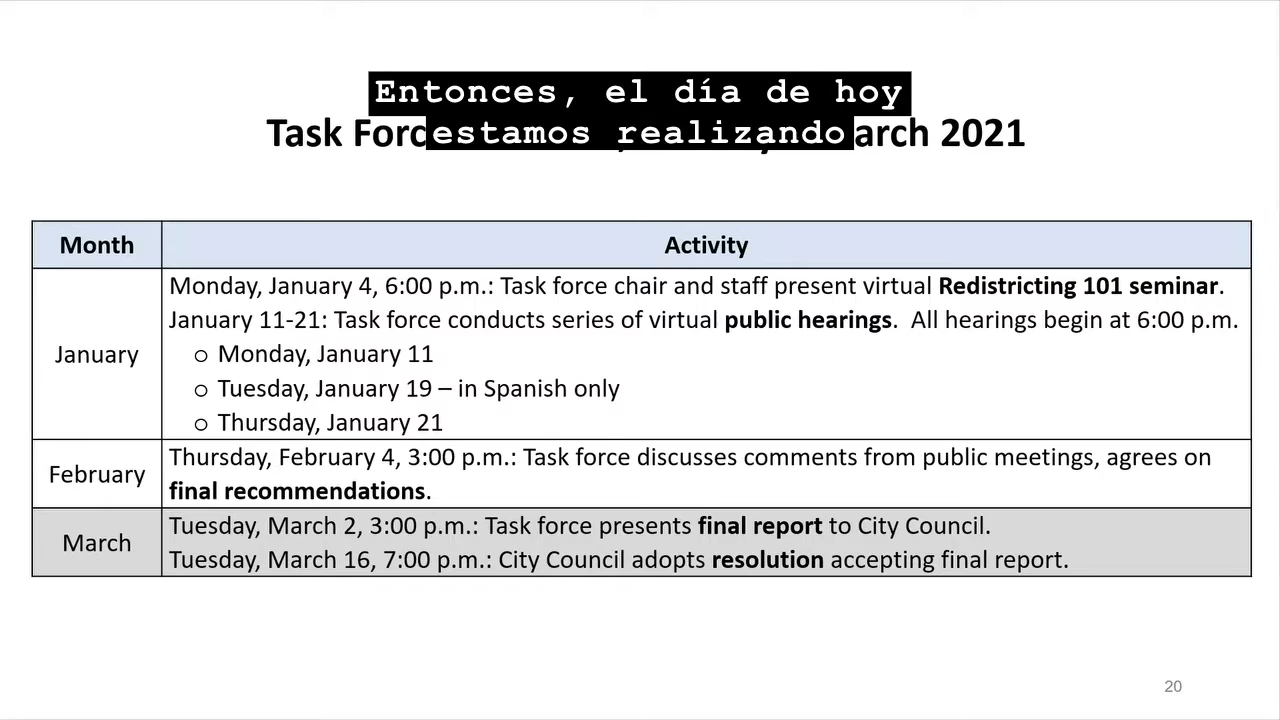 Entonces, el día de hoy
estamos realizando
Task Forc arch 2021
Month Activity
January
Monday, January 4, 6:00 p.m.: Task force chair and staff present virtual Redistricting 101 seminar.
January 11-21: Task force conducts series of virtual public hearings. All hearings begin at 6:00 p.m.
○ Monday, January 11
○ Tuesday, January 19 – in Spanish only
○ Thursday, January 21
February
Thursday, February 4, 3:00 p.m.: Task force discusses comments from public meetings, agrees on
final recommendations.
March
Tuesday, March 2, 3:00 p.m.: Task force presents final report to City Council.
Tuesday, March 16, 7:00 p.m.: City Council adopts resolution accepting final report.
20